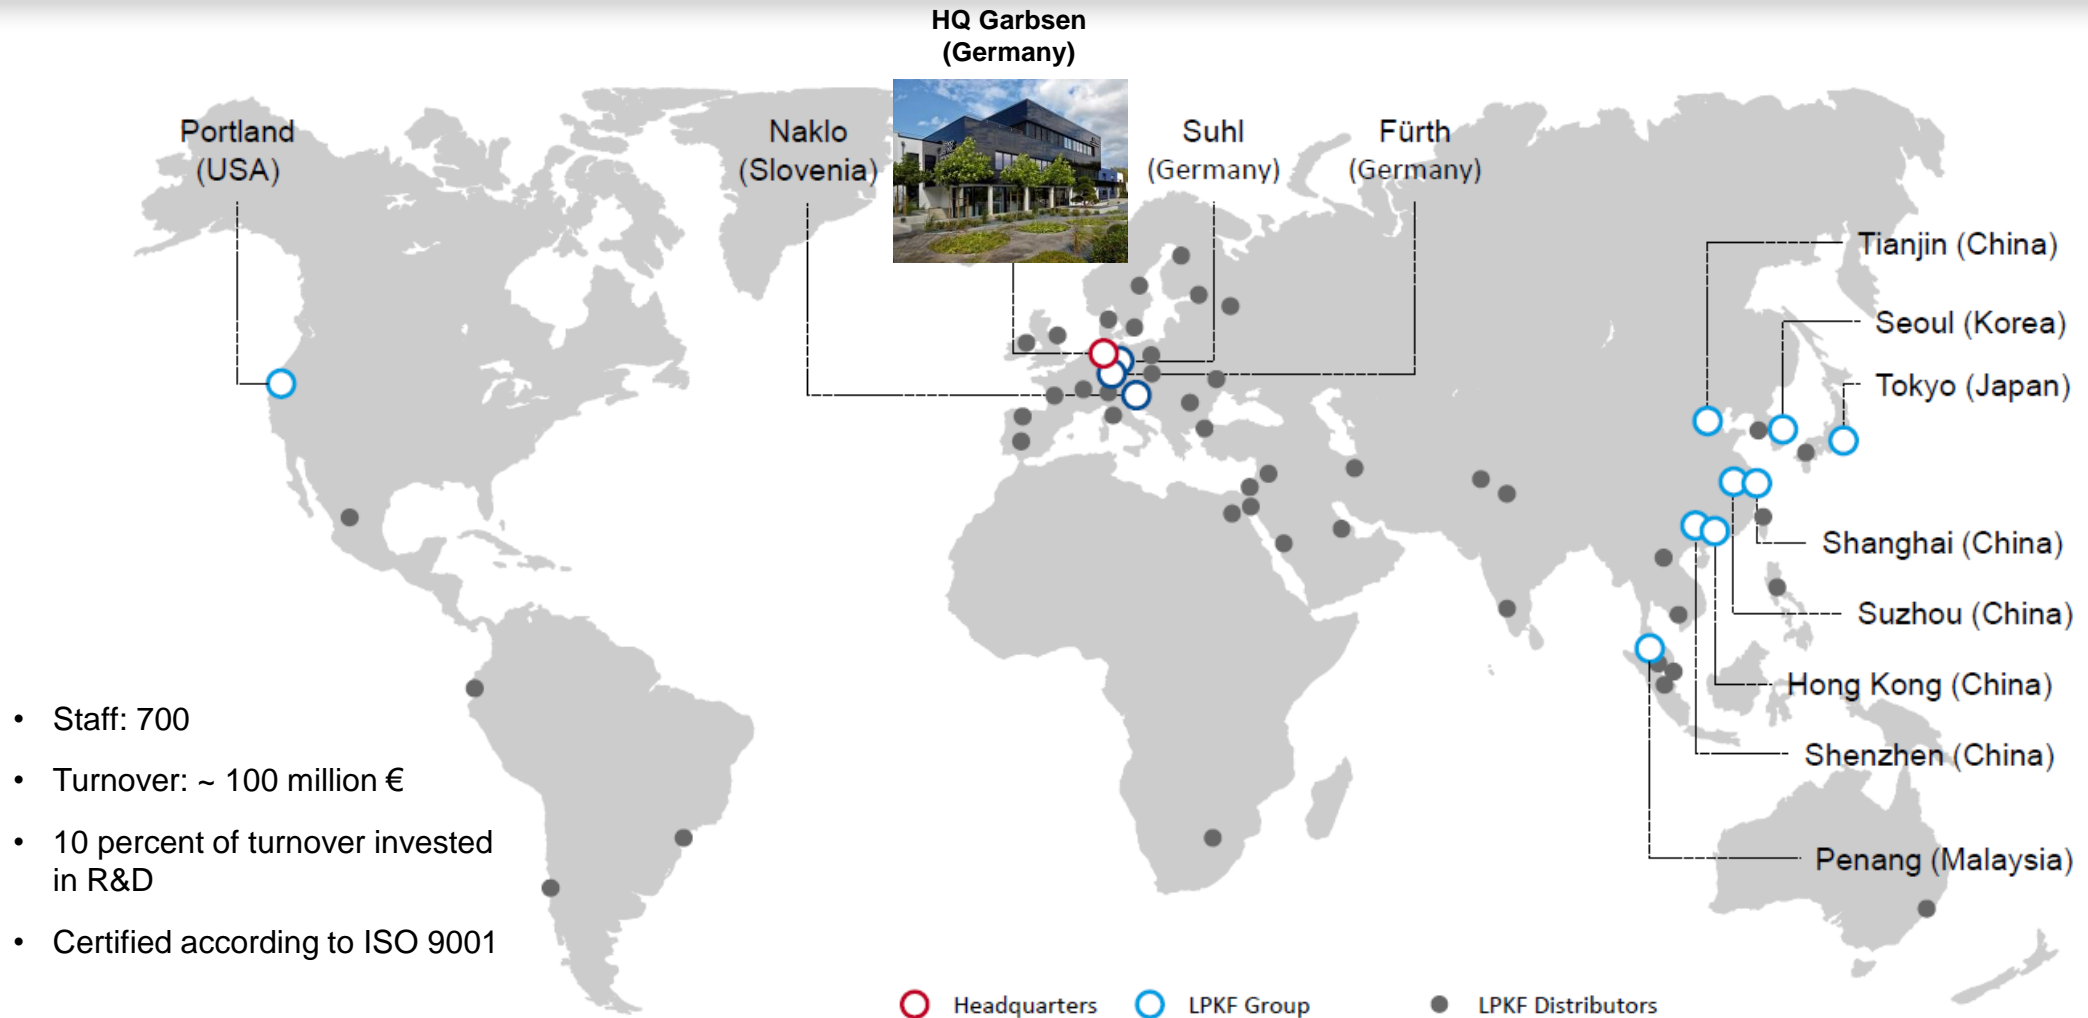 HQ Garbsen
(Germany)
Portland
(USA)
Naklo
(Slovenia)
Suhl
(Germany)
Fürth
(Germany)
Tianjin (China)
Seoul (Korea)
Tokyo (Japan)
Shanghai (China)
Suzhou (China)
Hong Kong (China)
Shenzhen (China)
Penang (Malaysia)
• Staff: 700
• Turnover: ~ 100 million €
• 10 percent of turnover invested
in R&D
• Certified according to ISO 9001
Headquarters
LPKF Group
LPKF Distributors